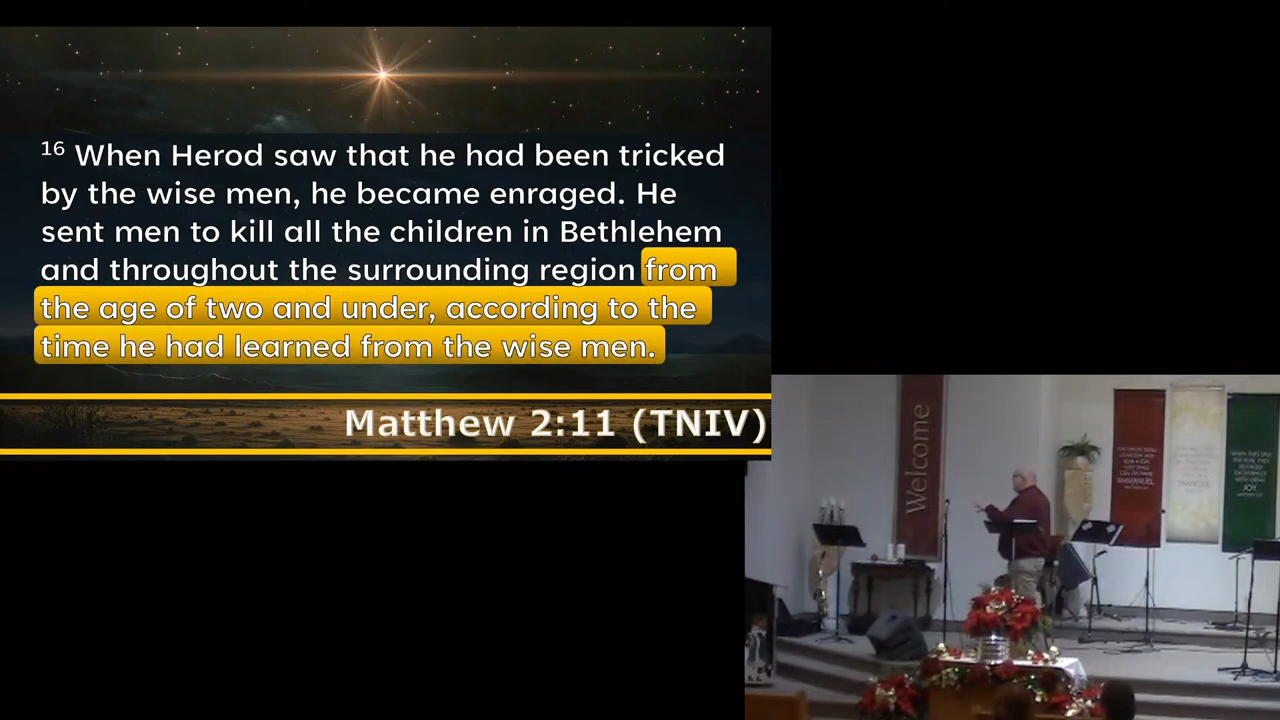 16 When Herod saw that he had been tricked
by the wise men, he became enraged. He
sent men to kill all the children in Bethlehem
and throughout the surrounding region from
the age of two and under, according to the
time he had learned from the wise men.
Matthew 2:11 (TNIV)
Welcome
EMMANUEL
JOY